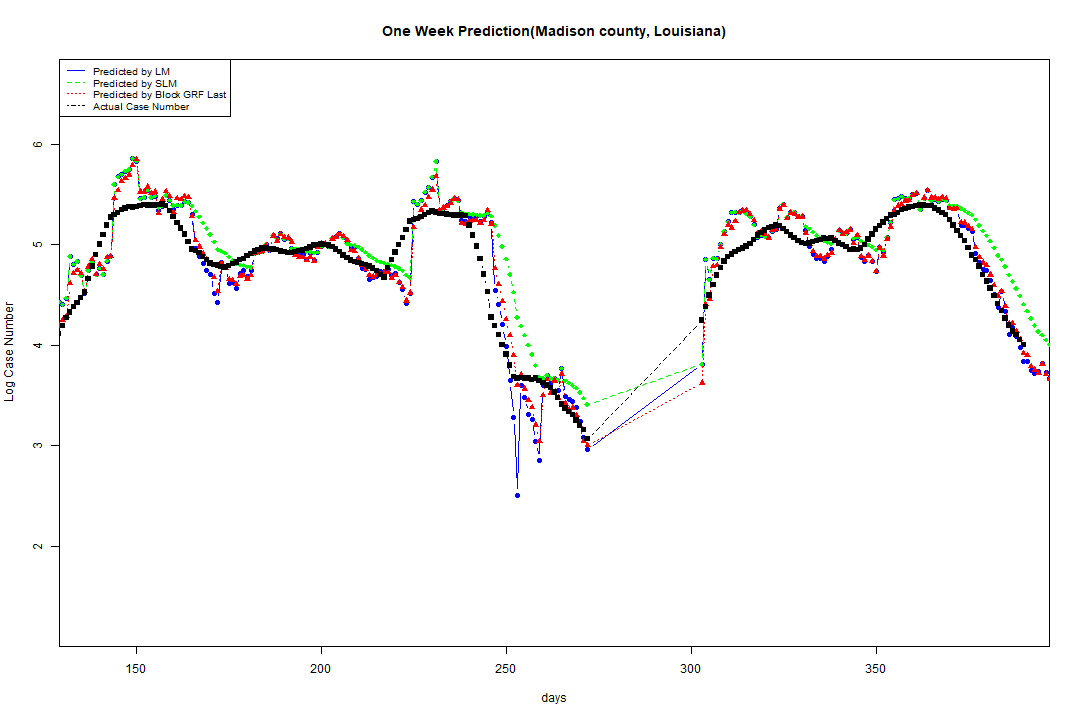 One Week Prediction(Madison county, Louisiana)
Predicted by LM
Predicted by SLM
Predicted by Block GRF Last
Actual Case Number
6
5
4
3
2
Log Case Number
150 200 250 300 350
days